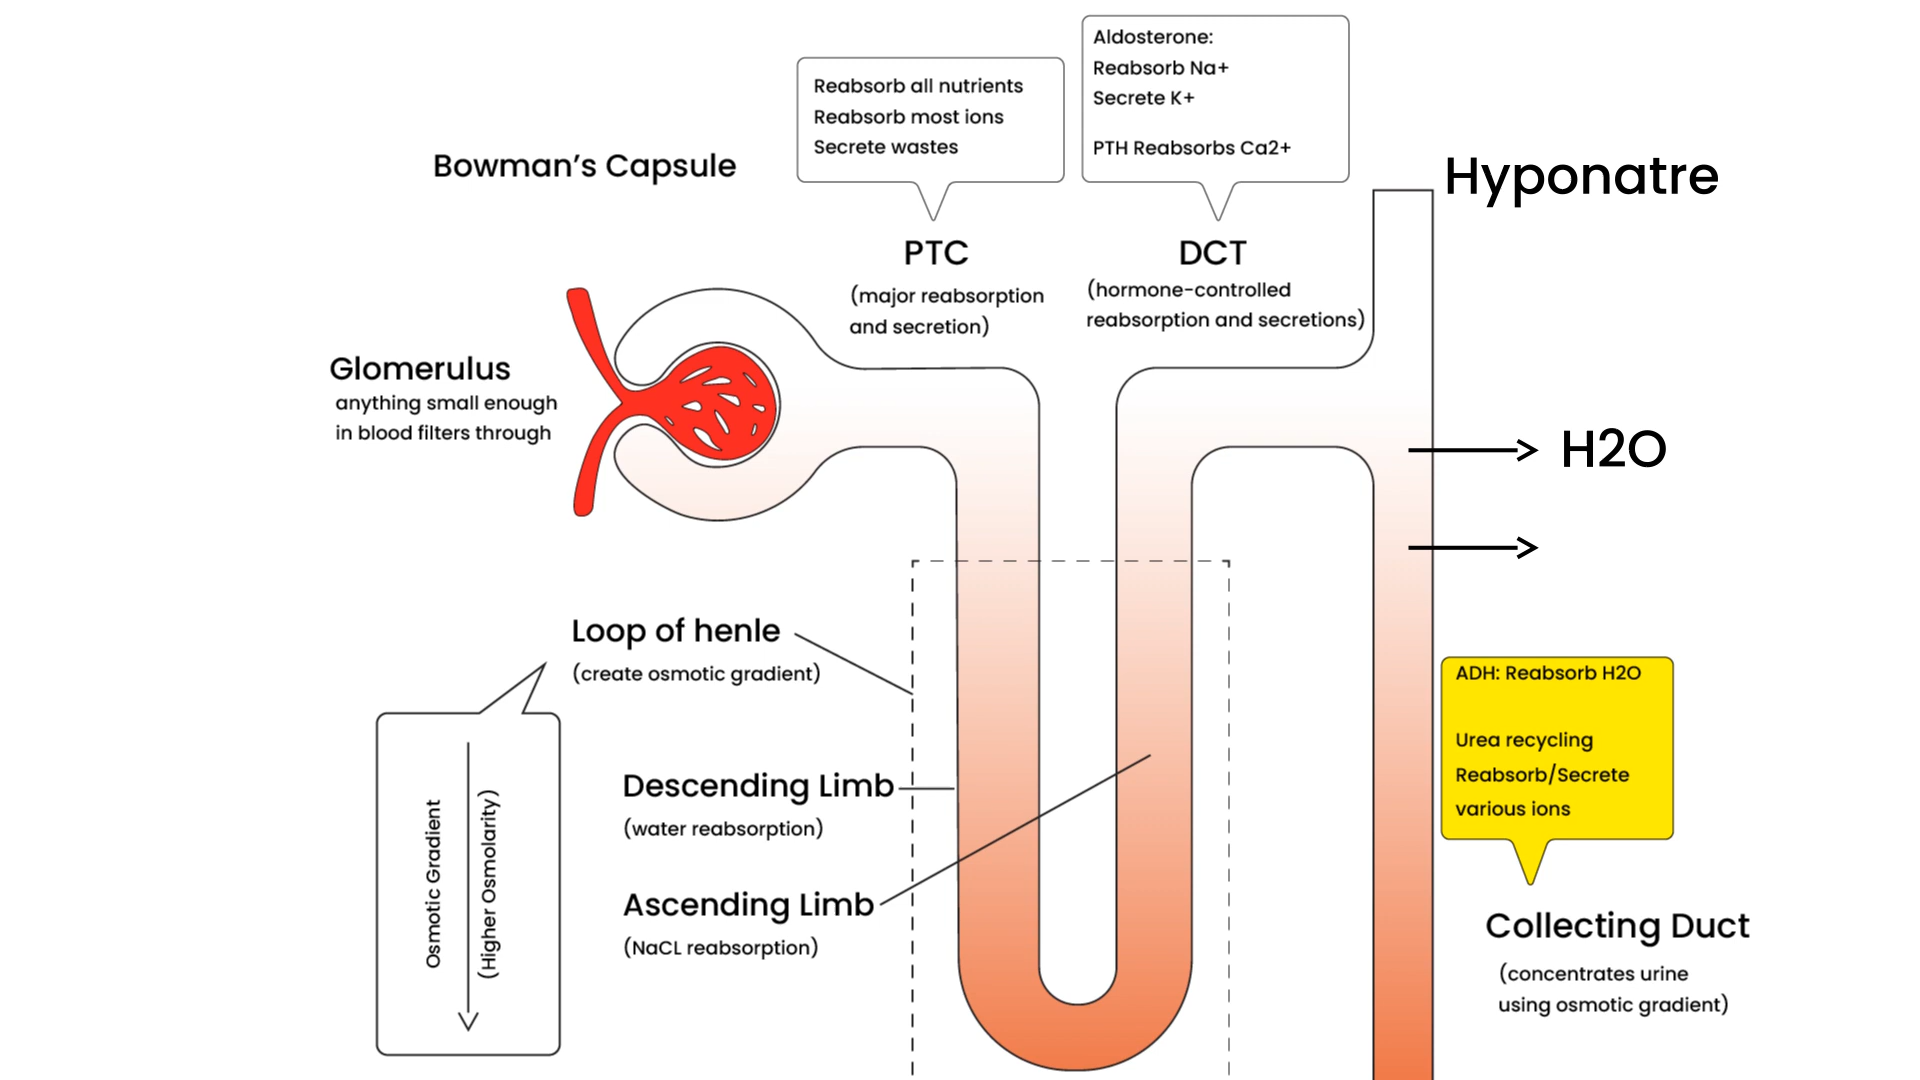 Aldosterone:
Reabsorb Na+
Secrete K+
PTH Reabsorbs Ca2+
Reabsorb all nutrients
Reabsorb most ions
Secrete wastes
Bowman’s Capsule
Hyponatre
PTC
(major reabsorption
and secretion)
DCT
(hormone-controlled
reabsorption and secretions)
Glomerulus
anything small enough
in blood filters through
H2O
Loop of henle
(create osmotic gradient)
ADH: Reabsorb H2O
Urea recycling
Reabsorb/Secrete
various ions
Osmotic Gradient
(Higher Osmolarity)
Descending Limb
(water reabsorption)
Ascending Limb
(NaCL reabsorption)
Collecting Duct
(concentrates urine
using osmotic gradient)